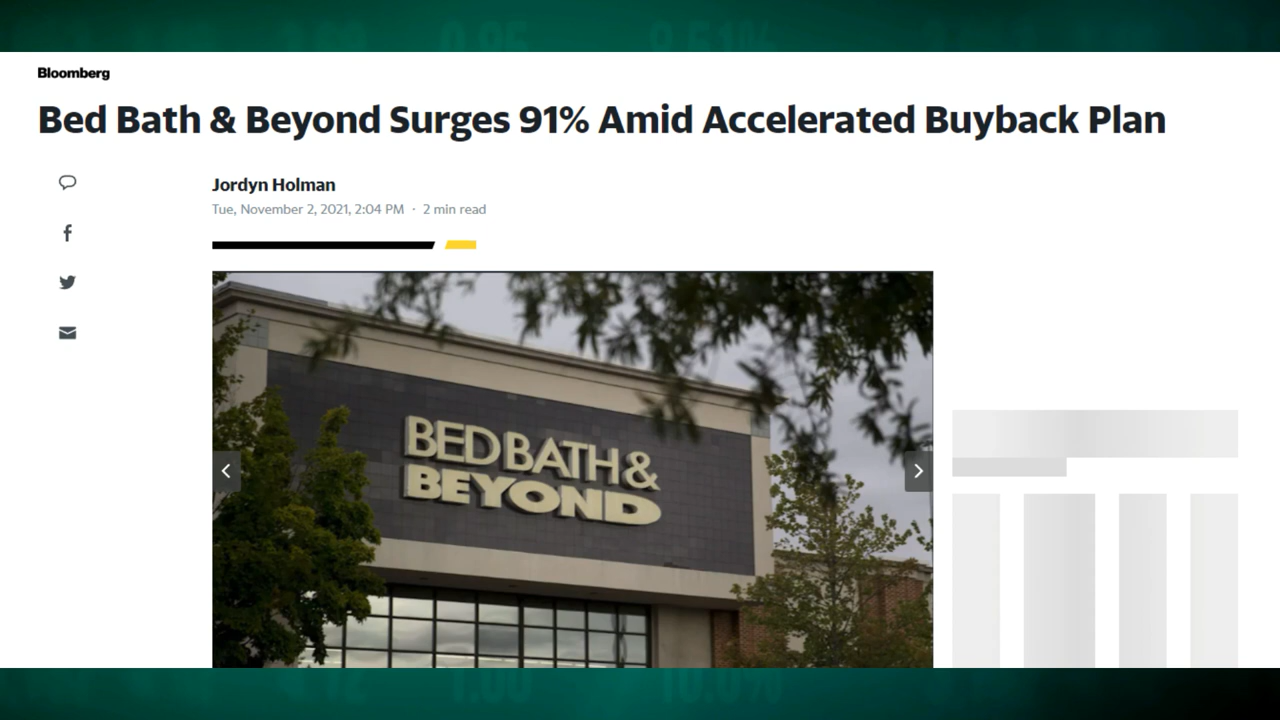 Bloomberg
Bed Bath & Beyond Surges 91% Amid Accelerated Buyback Plan
Jordyn Holman
Tue, November 2, 2021, 2:04 PM · 2 min read
BED BATH &
BEYOND